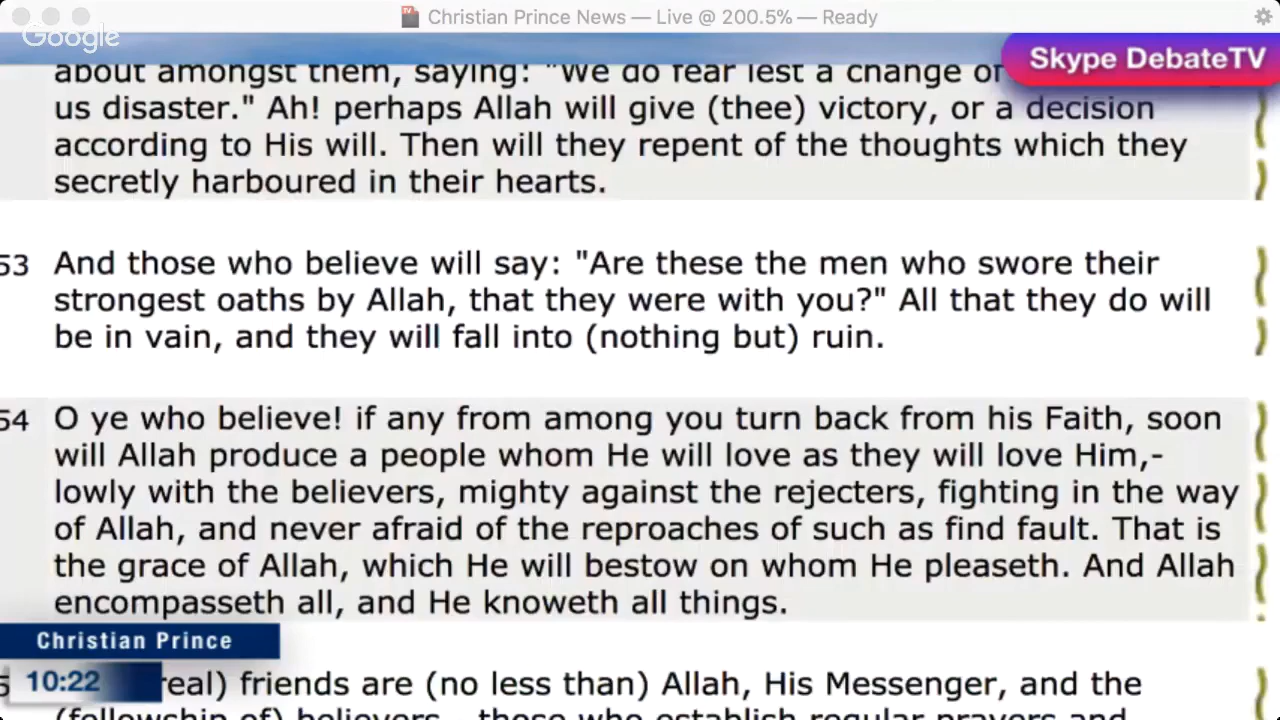 Christian Prince News — Live @ 200.5% — Ready
Google
Skype DebateTV
about amongst them, saying: "We do fear lest a change of
us disaster." Ah! perhaps Allah will give (thee) victory, or a decision
according to His will. Then will they repent of the thoughts which they
secretly harboured in their hearts.
53 And those who believe will say: "Are these the men who swore their
strongest oaths by Allah, that they were with you?" All that they do will
be in vain, and they will fall into (nothing but) ruin.
54 O ye who believe! if any from among you turn back from his Faith, soon
will Allah produce a people whom He will love as they will love Him,-
lowly with the believers, mighty against the rejecters, fighting in the way
of Allah, and never afraid of the reproaches of such as find fault. That is
the grace of Allah, which He will bestow on whom He pleaseth. And Allah
encompasseth all, and He knoweth all things.
Christian Prince
10:22
real) friends are (no less than) Allah, His Messenger, and the
(fellowship of) believers,- those who establish regular prayers and